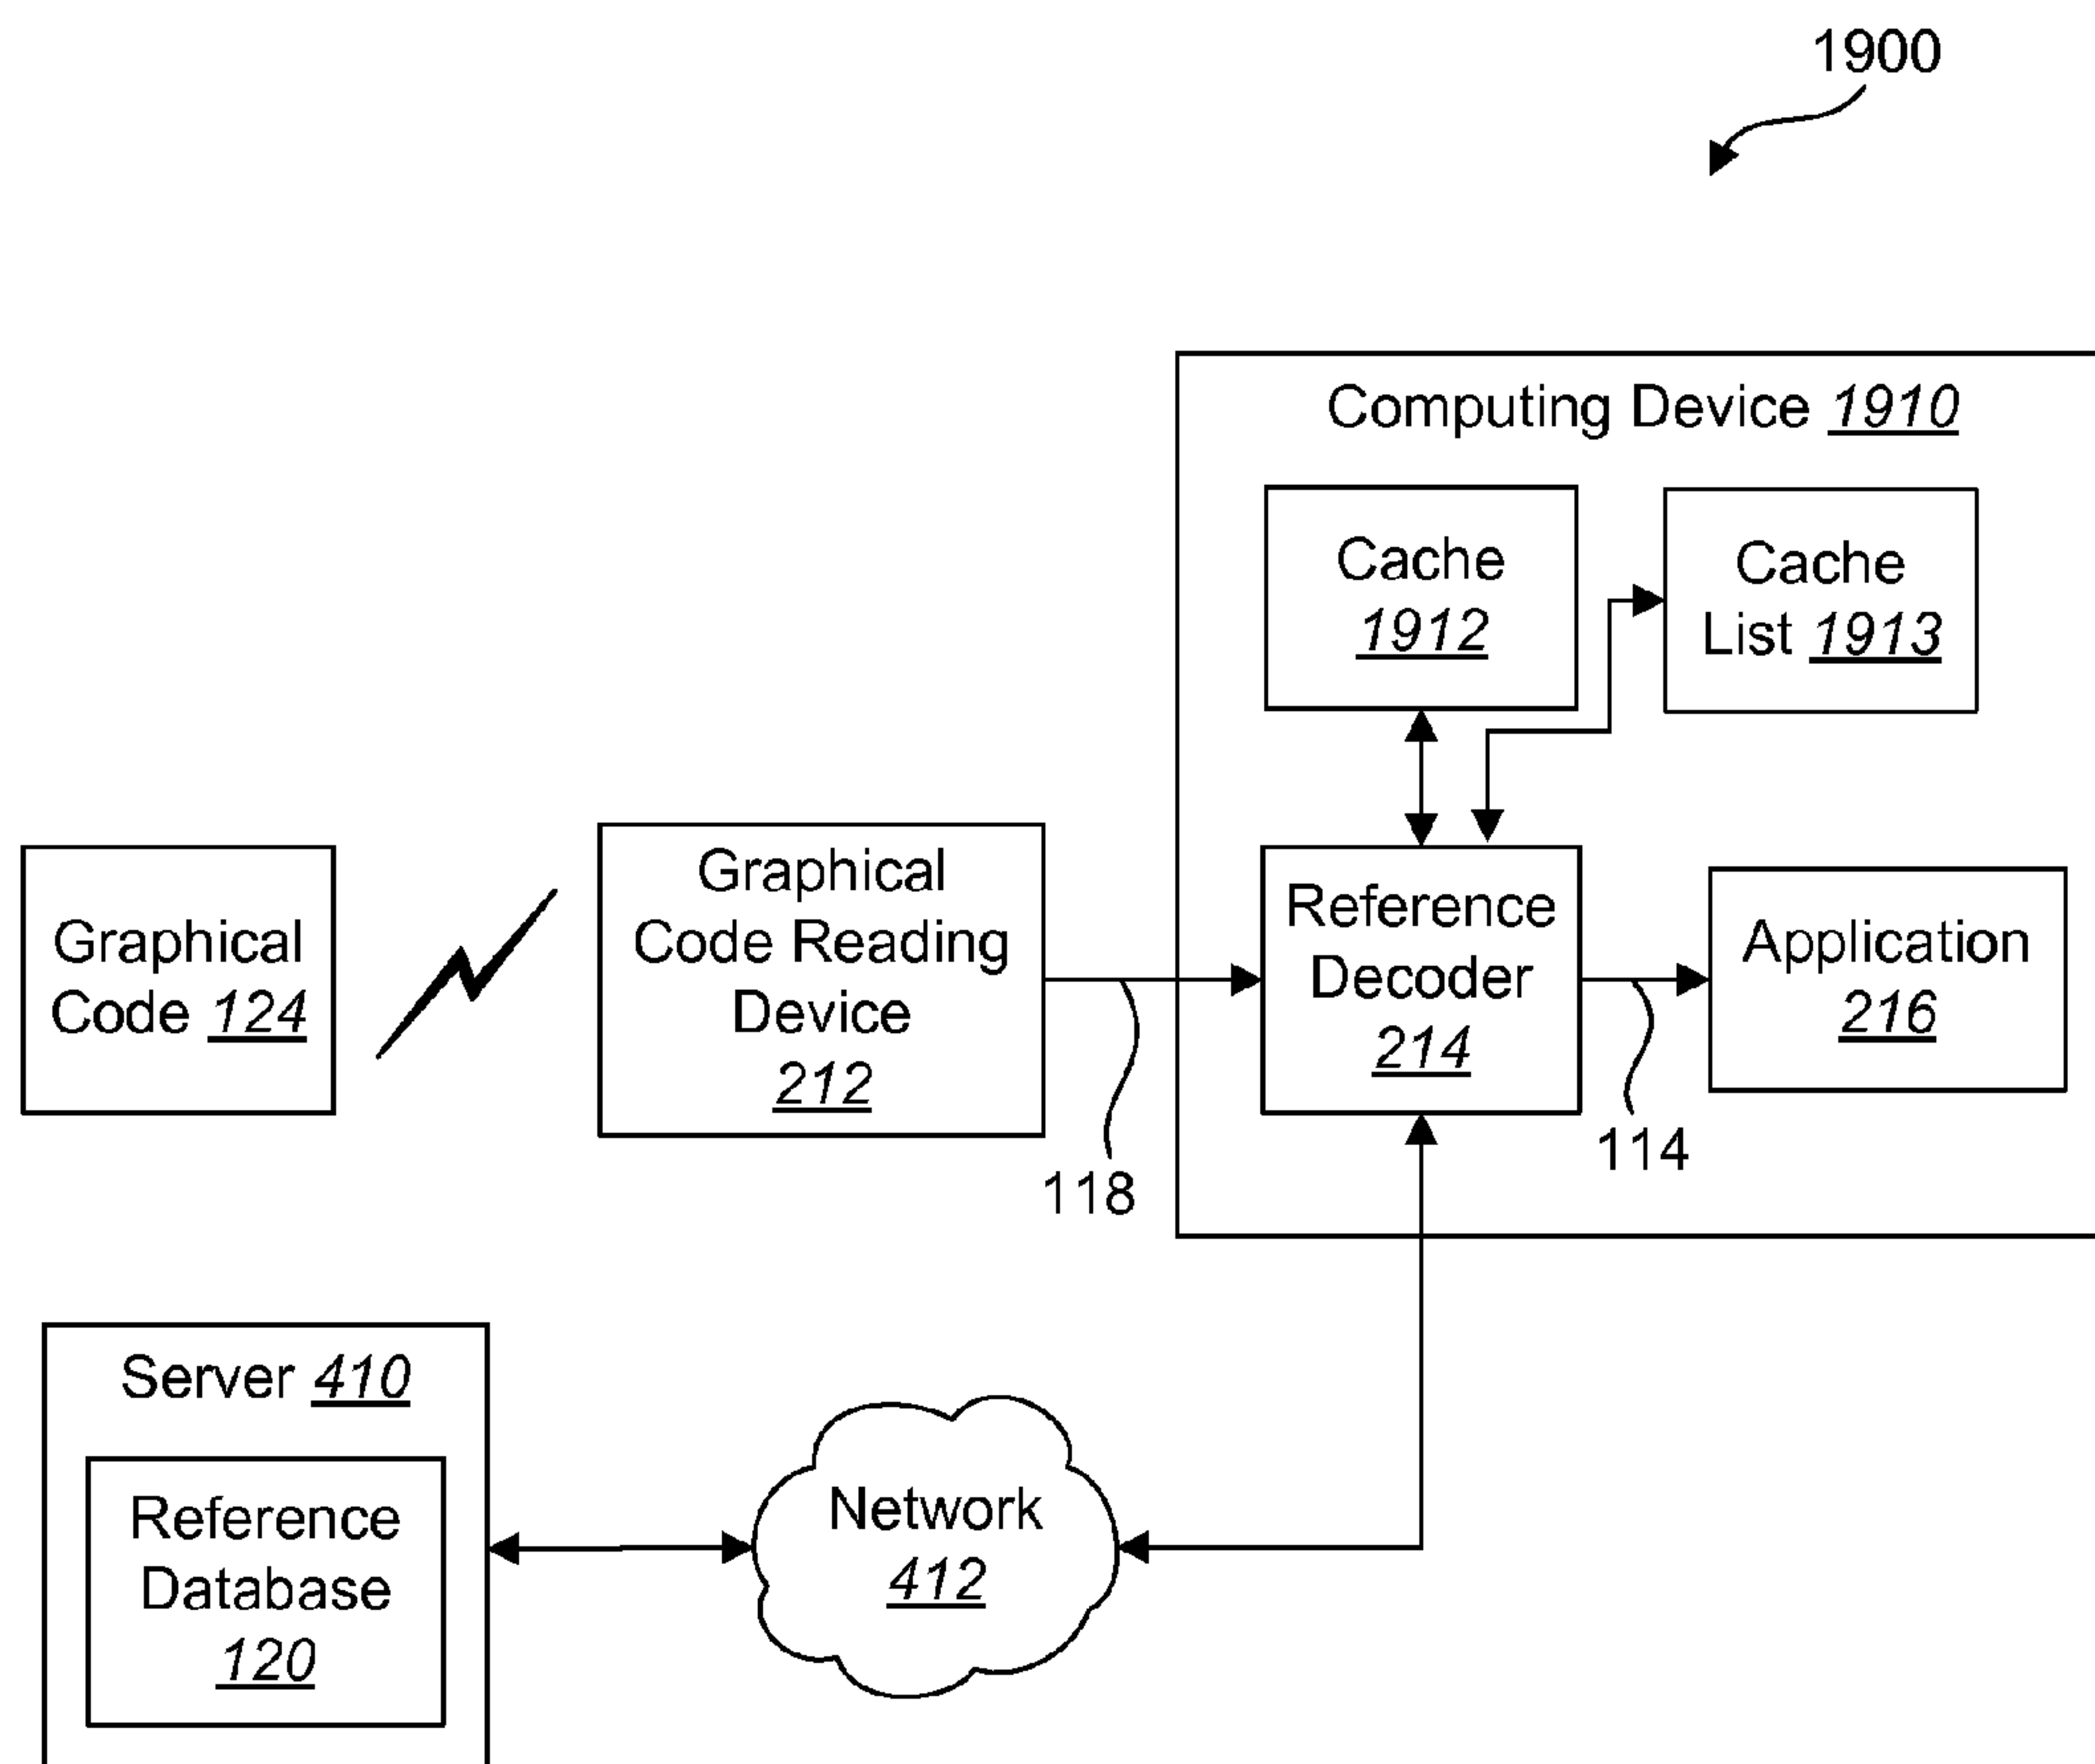 1900
Computing Device 1910
Cache
1912
Cache
List 1913
Graphical
Code 124
Graphical
Code Reading
Device
212
118
Reference
Decoder
214
114
Application
216
Server 410
Reference
Database
120
Network
412